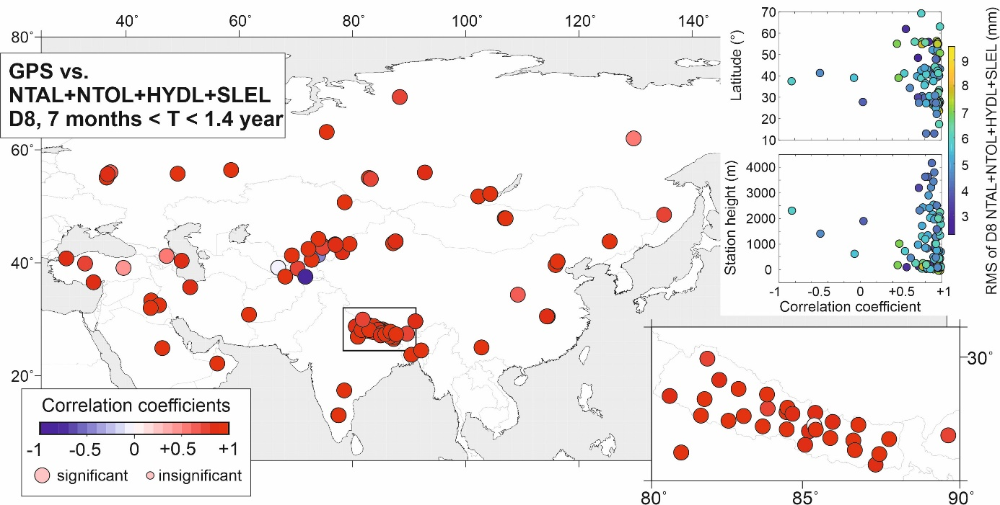 40° 60° 80° 100° 120° 140°
80°
60°
40°
20°
GPS vs.
NTAL+NTOL+HYDL+SLEL
D8, 7 months < T < 1.4 year
Correlation coefficients
-1 -0.5 0 +0.5 +1
significant insignificant
70
60
50
40
30
20
10
Latitude (°)
4000
3000
2000
1000
0
Station height (m)
-1 -0.5 0 +0.5 +1
Correlation coefficient
9
8
7
6
5
4
3
RMS of D8 NTAL+NTOL+HYDL+SLEL (mm)
30°
80° 85° 90°